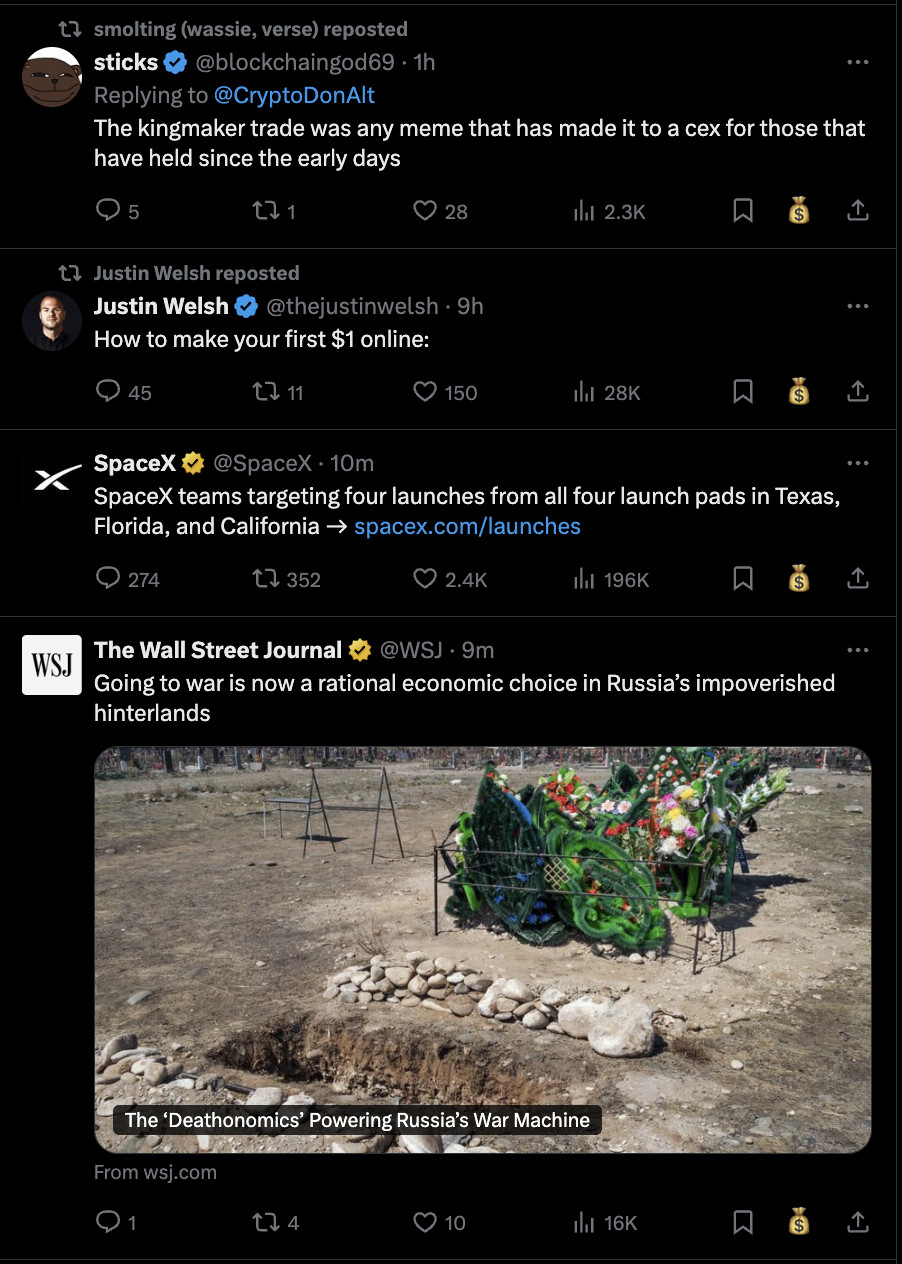 smolting (wassie, verse) reposted
sticks @blockchaingod69 · 1h
Replying to @CryptoDonAlt
The kingmaker trade was any meme that has made it to a cex for those that
have held since the early days
5 1 28 2.3K
Justin Welsh reposted
Justin Welsh @thejustinwelsh · 9h
How to make your first $1 online:
45 11 150 28K
SpaceX @SpaceX · 10m
SpaceX teams targeting four launches from all four launch pads in Texas,
Florida, and California → spacex.com/launches
274 352 2.4K 196K
WSJ
The Wall Street Journal @WSJ · 9m
Going to war is now a rational economic choice in Russia’s impoverished
hinterlands
The ‘Deathonomics’ Powering Russia’s War Machine
From wsj.com
1 4 10 16K